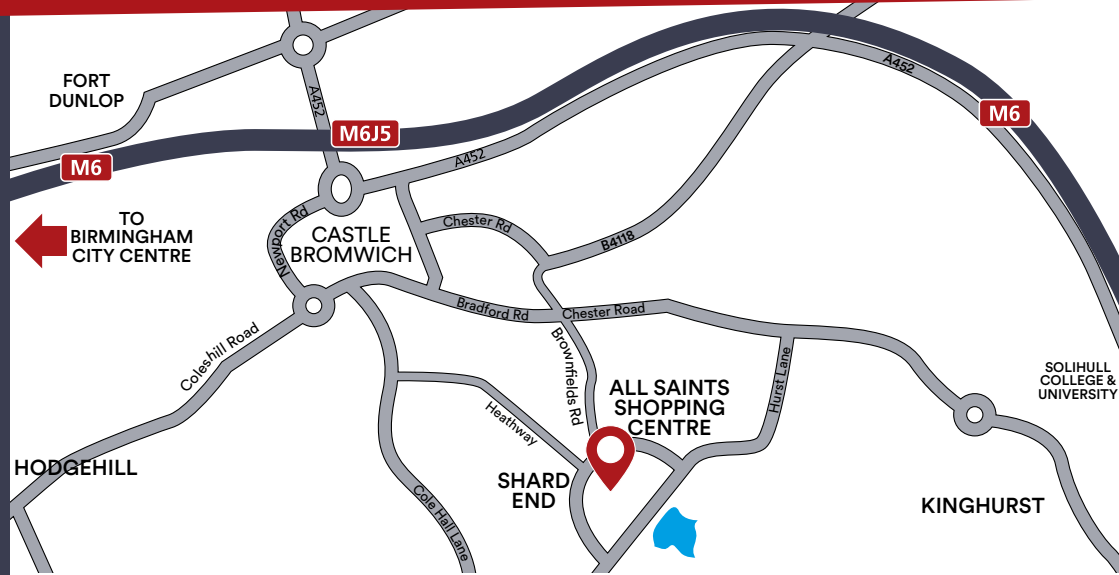 FORT
DUNLOP
A452
M6J5
A452
A452
M6
M6
TO
BIRMINGHAM
CITY CENTRE
Newport Rd
CASTLE
BROMWICH
Chester Rd
B4118
Bradford Rd
Chester Road
Coleshill Road
Brownfields Rd
Hurst Lane
SOLIHULL
COLLEGE &
UNIVERSITY
ALL SAINTS
SHOPPING
CENTRE
Heathway
HODGEHILL
SHARD
END
Cole Hall Lane
KINGHURST